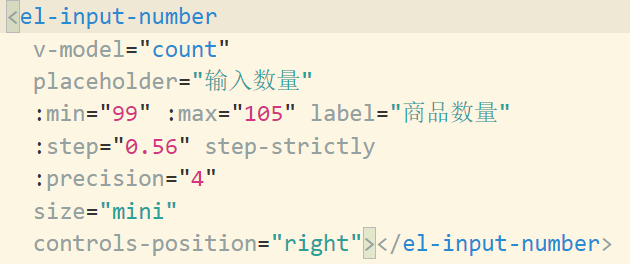 <el-input-number
v-model="count"
placeholder="输入数量"
:min="99" :max="105" label="商品数量"
:step="0.56" step-strictly
:precision="4"
size="mini"
controls-position="right"></el-input-number>